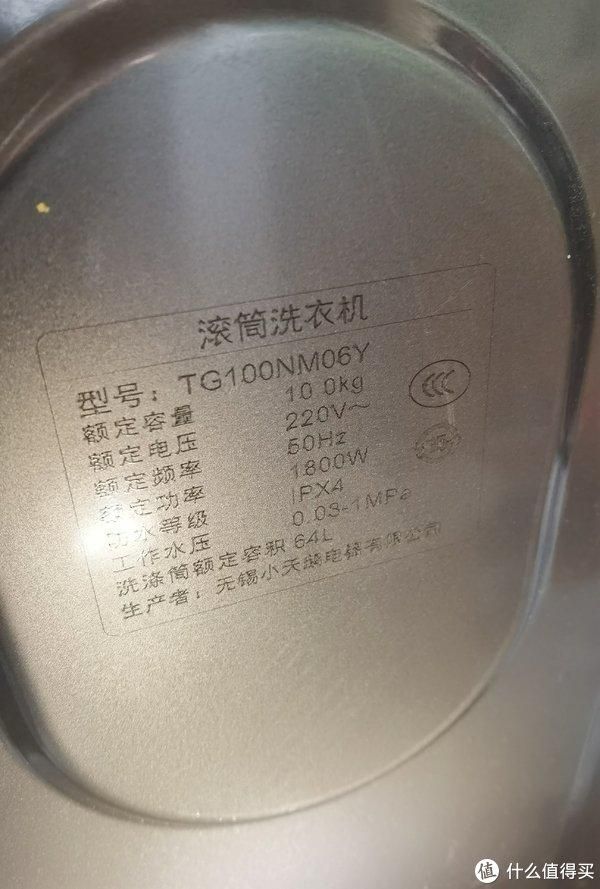 滚筒洗衣机
型号：TG100NM06Y
额定容量 10.0kg
额定电压 220V～
额定频率 50Hz
额定功率 1800W
防水等级 IPX4
工作水压 0.03-1MPa
洗涤筒额定容积 64L
生产者：无锡小天鹅电器有限公司
CCC
值 什么值得买